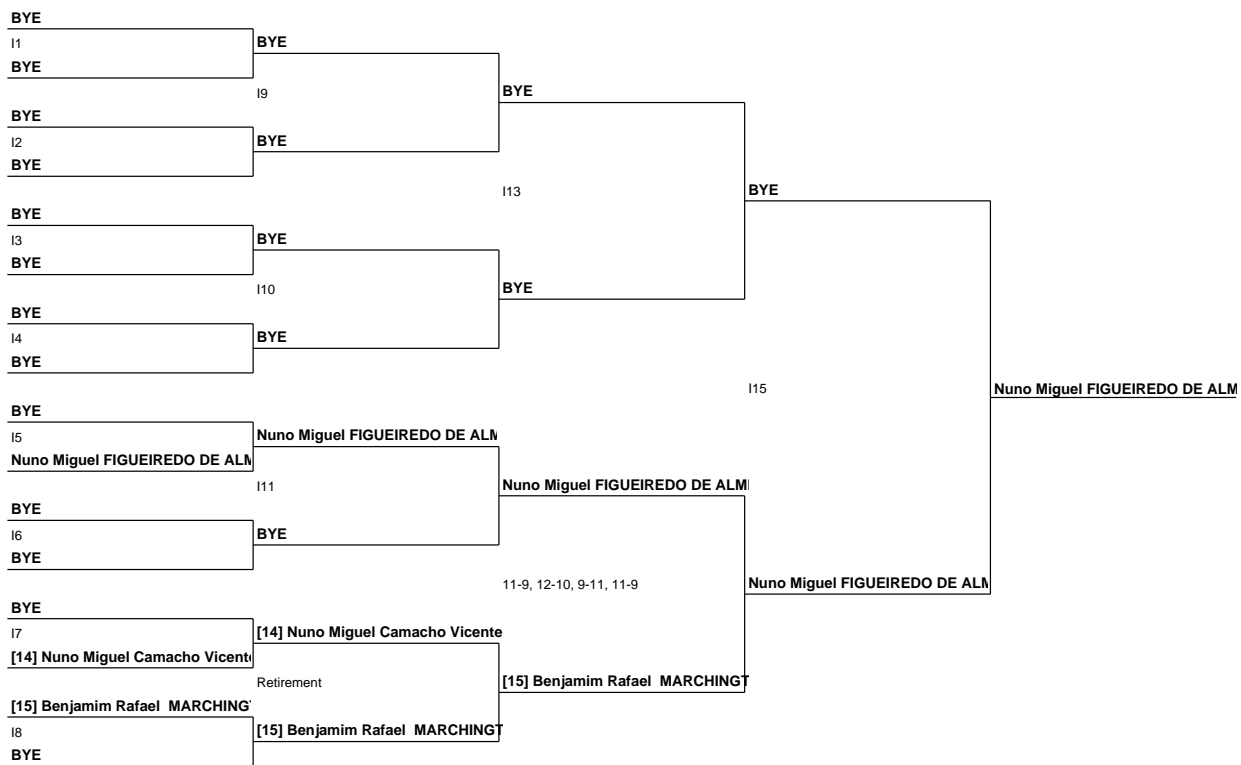 BYE
I1
BYE
BYE
I9
BYE
BYE
I2
BYE
BYE
I13
BYE
BYE
I3
BYE
BYE
I10
BYE
BYE
I4
BYE
BYE
I15
Nuno Miguel FIGUEIREDO DE ALM
BYE
I5
Nuno Miguel FIGUEIREDO DE ALM
Nuno Miguel FIGUEIREDO DE ALM
I11
Nuno Miguel FIGUEIREDO DE ALM
BYE
I6
BYE
BYE
11-9, 12-10, 9-11, 11-9
Nuno Miguel FIGUEIREDO DE ALM
BYE
I7
[14] Nuno Miguel Camacho Vicente
[14] Nuno Miguel Camacho Vicente
Retirement
[15] Benjamim Rafael MARCHINGT
[15] Benjamim Rafael MARCHING
I8
[15] Benjamim Rafael MARCHINGT
BYE